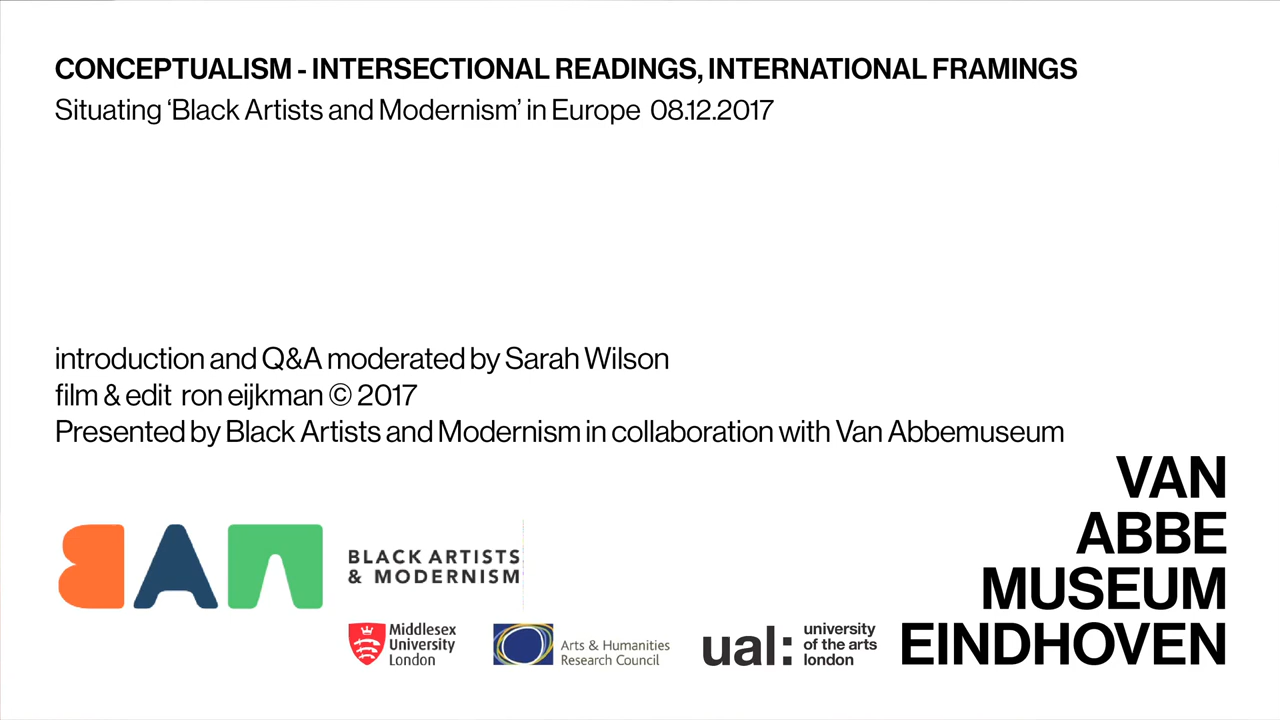 CONCEPTUALISM - INTERSECTIONAL READINGS, INTERNATIONAL FRAMINGS
Situating ‘Black Artists and Modernism’ in Europe 08.12.2017
introduction and Q&A moderated by Sarah Wilson
film & edit ron eijkman © 2017
Presented by Black Artists and Modernism in collaboration with Van Abbemuseum
BAM
BLACK ARTISTS
& MODERNISM
Middlesex
University
London
Arts & Humanities
Research Council
ual:
university
of the arts
london
VAN
ABBE
MUSEUM
EINDHOVEN